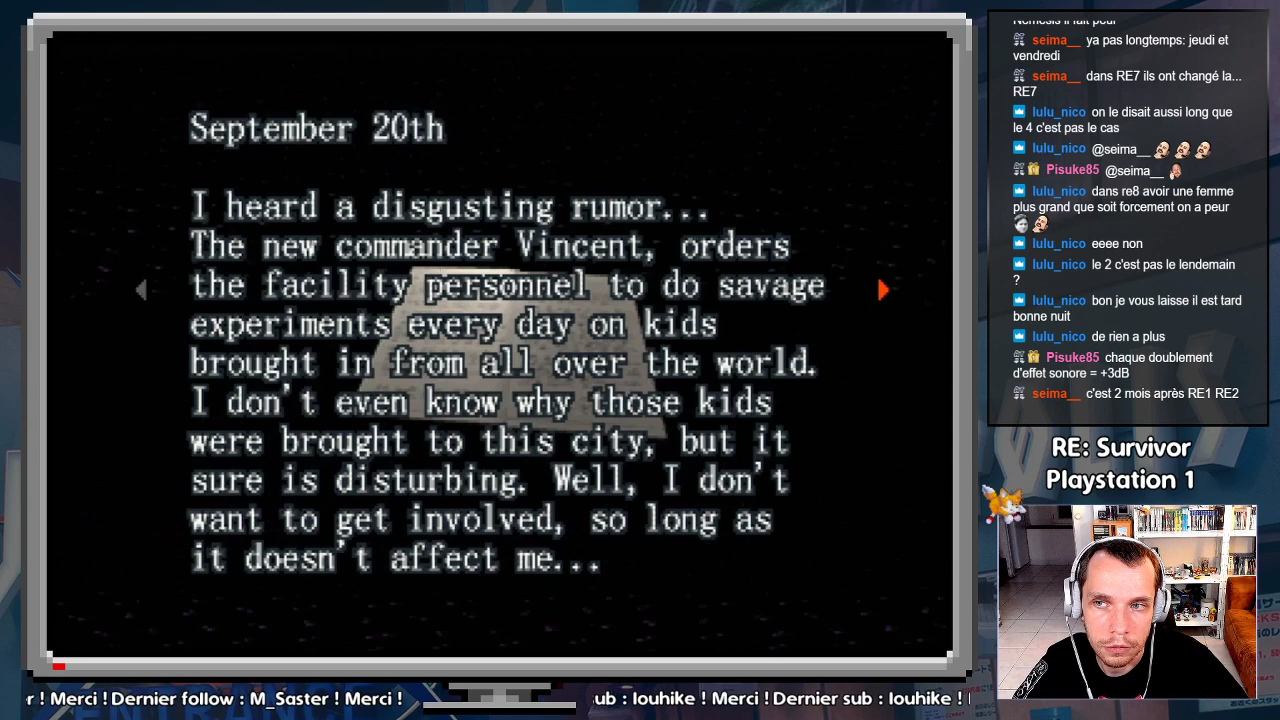 September 20th
I heard a disgusting rumor...
The new commander Vincent, orders
the facility personnel to do savage
experiments every day on kids
brought in from all over the world.
I don't even know why those kids
were brought to this city, but it
sure is disturbing. Well, I don't
want to get involved, so long as
it doesn't affect me...
Nemesis il fait peur
seima__ ya pas longtemps: jeudi et
vendredi
seima__ dans RE7 ils ont changé la...
RE7
lulu_nico on le disait aussi long que
le 4 c'est pas le cas
lulu_nico @seima__
Pisuke85 @seima__
lulu_nico dans re8 avoir une femme
plus grand que soit forcement on a peur
lulu_nico eeee non
lulu_nico le 2 c'est pas le lendemain
?
lulu_nico bon je vous laisse il est tard
bonne nuit
lulu_nico de rien a plus
Pisuke85 chaque doublement
d'effet sonore = +3dB
seima__ c'est 2 mois après RE1 RE2
RE: Survivor
Playstation 1
r ! Merci ! Dernier follow : M_Saster ! Merci !
ub : louhike ! Merci ! Dernier sub : louhike !